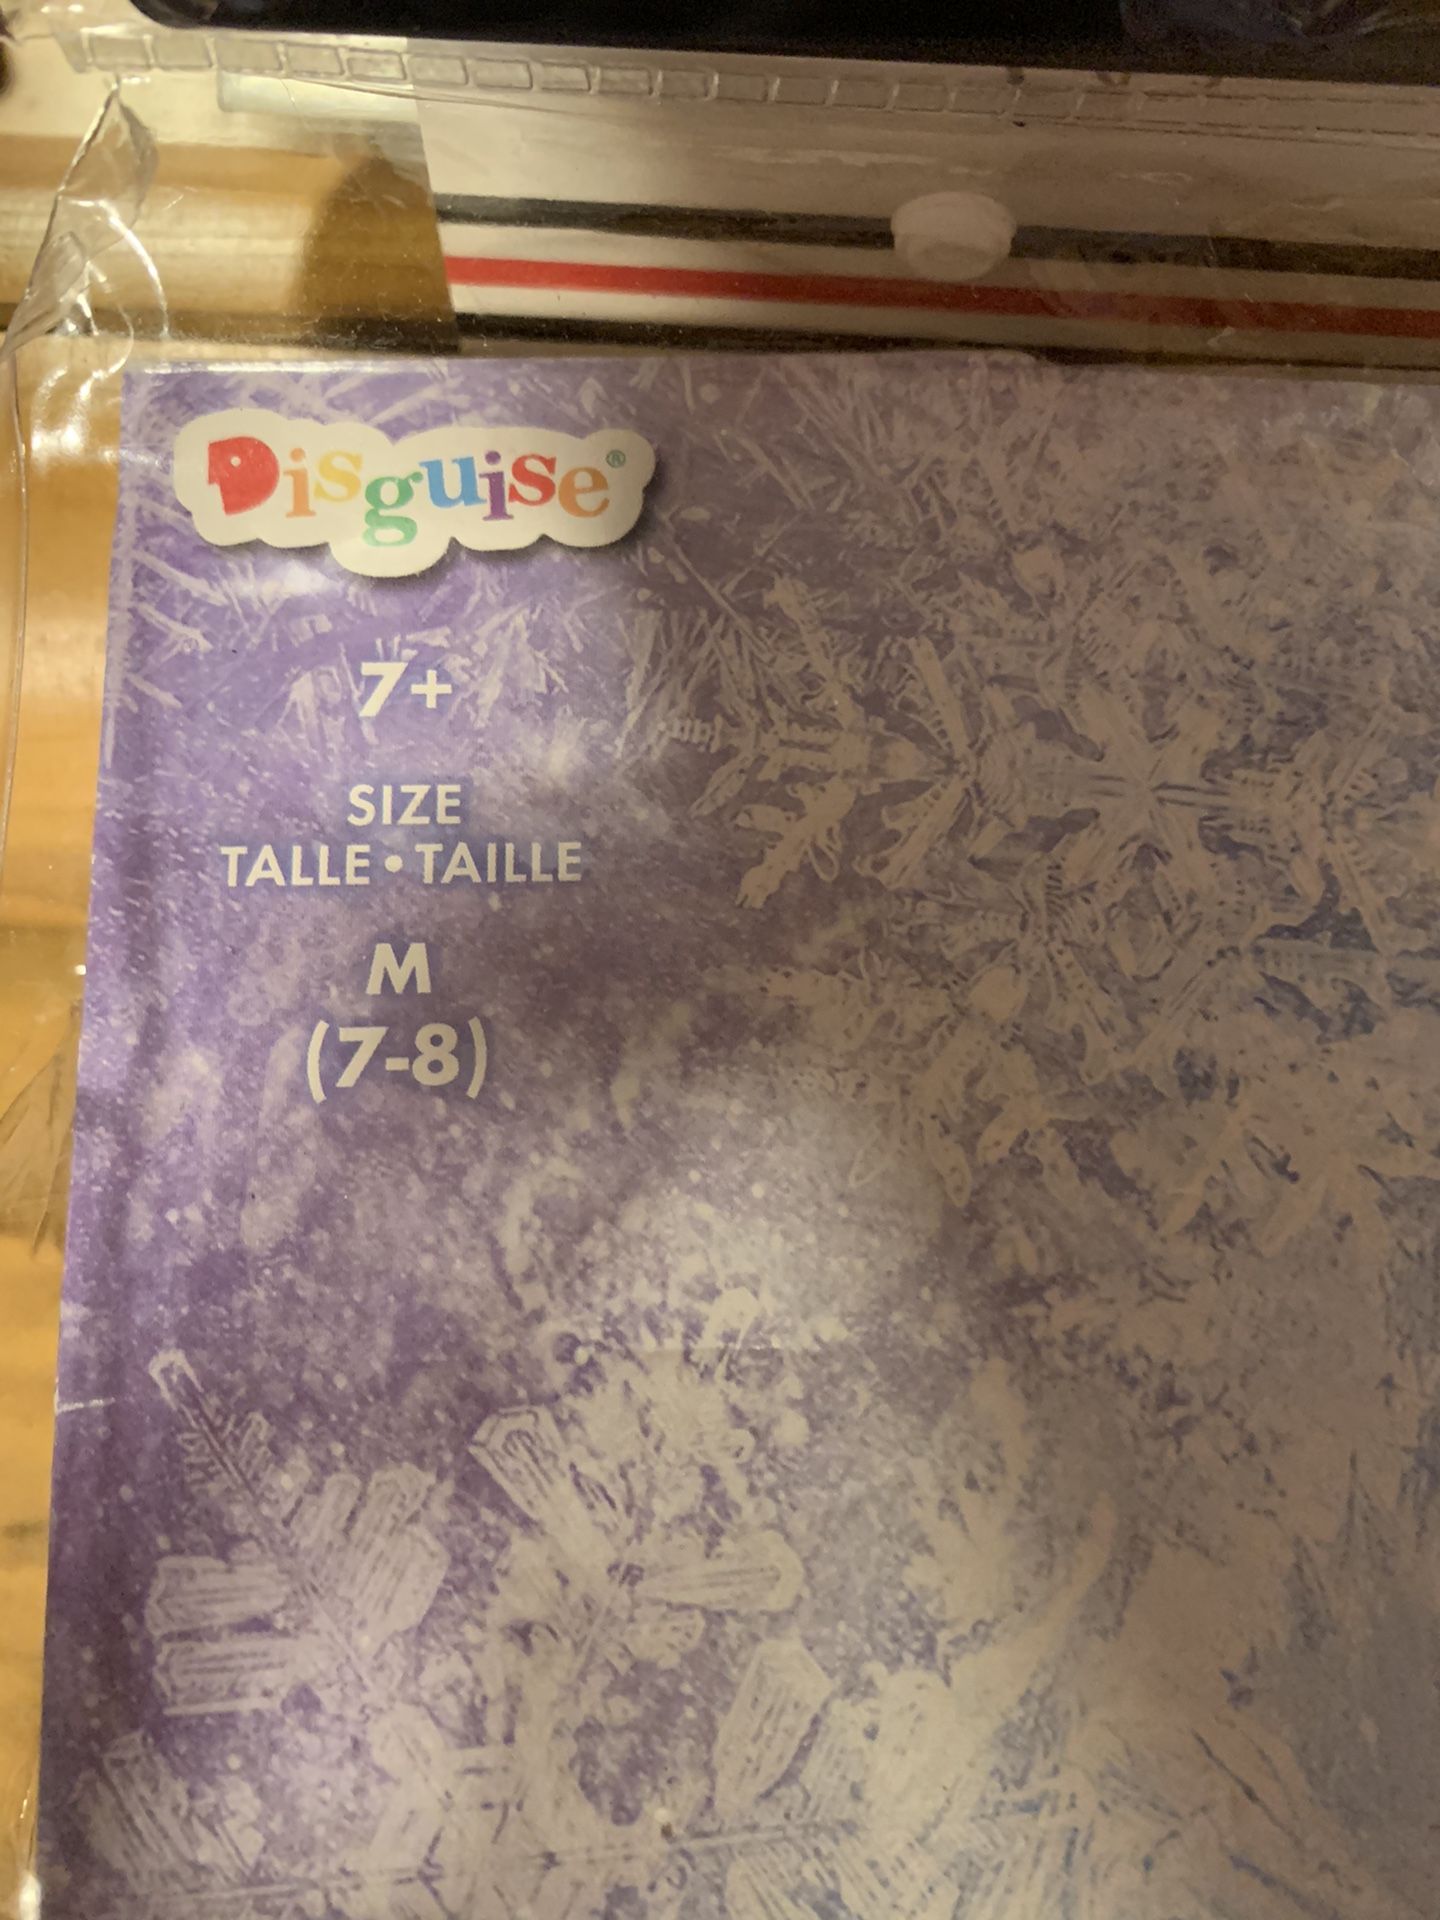 Disguise®
7+
SIZE
TALLE • TAILLE
M
(7-8)